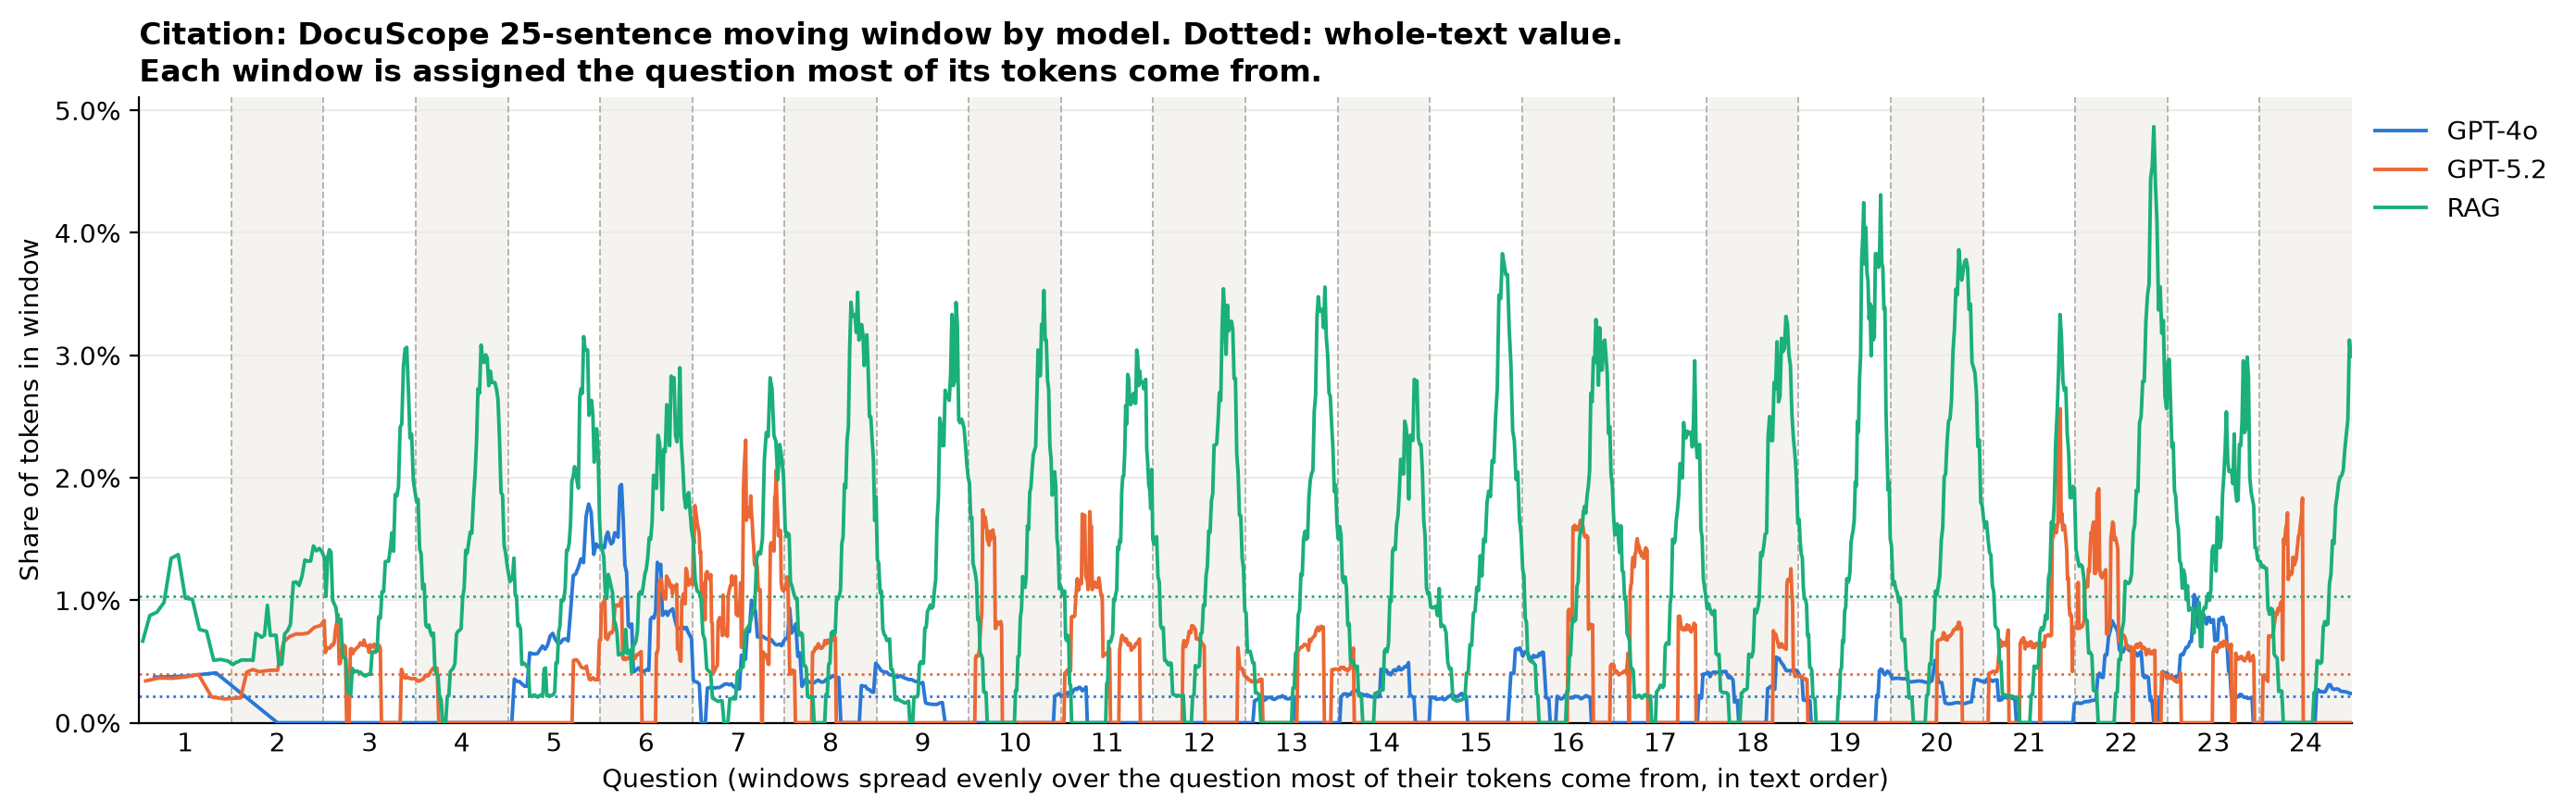 Citation: DocuScope 25-sentence moving window by model. Dotted: whole-text value.
Each window is assigned the question most of its tokens come from.
5.0%
4.0%
3.0%
2.0%
1.0%
0.0%
Share of tokens in window
GPT-4o
GPT-5.2
RAG
1 2 3 4 5 6 7 8 9 10 11 12 13 14 15 16 17 18 19 20 21 22 23 24
Question (windows spread evenly over the question most of their tokens come from, in text order)